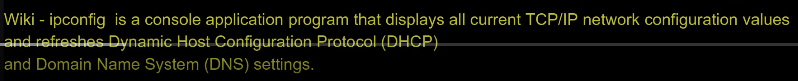 Wiki - ipconfig  is a console application program that displays all current TCP/IP network configuration values
and refreshes Dynamic Host Configuration Protocol (DHCP)
and Domain Name System (DNS) settings.